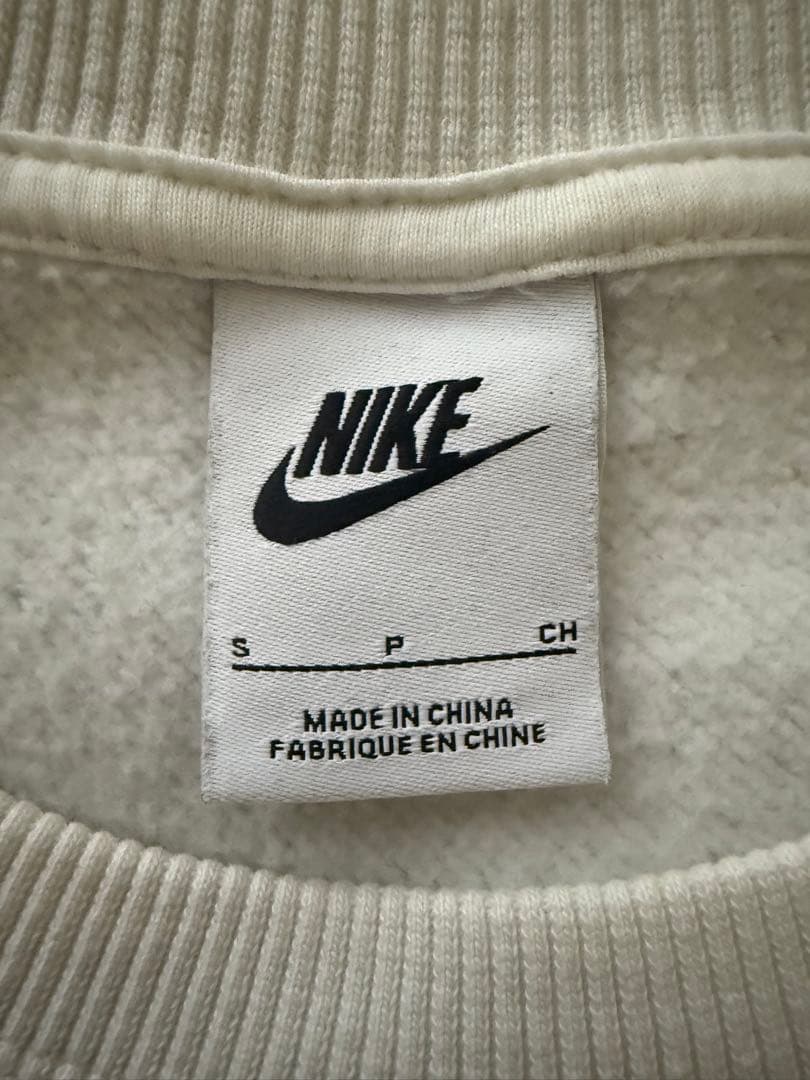 NIKE
S P CH
MADE IN CHINA
FABRIQUE EN CHINE